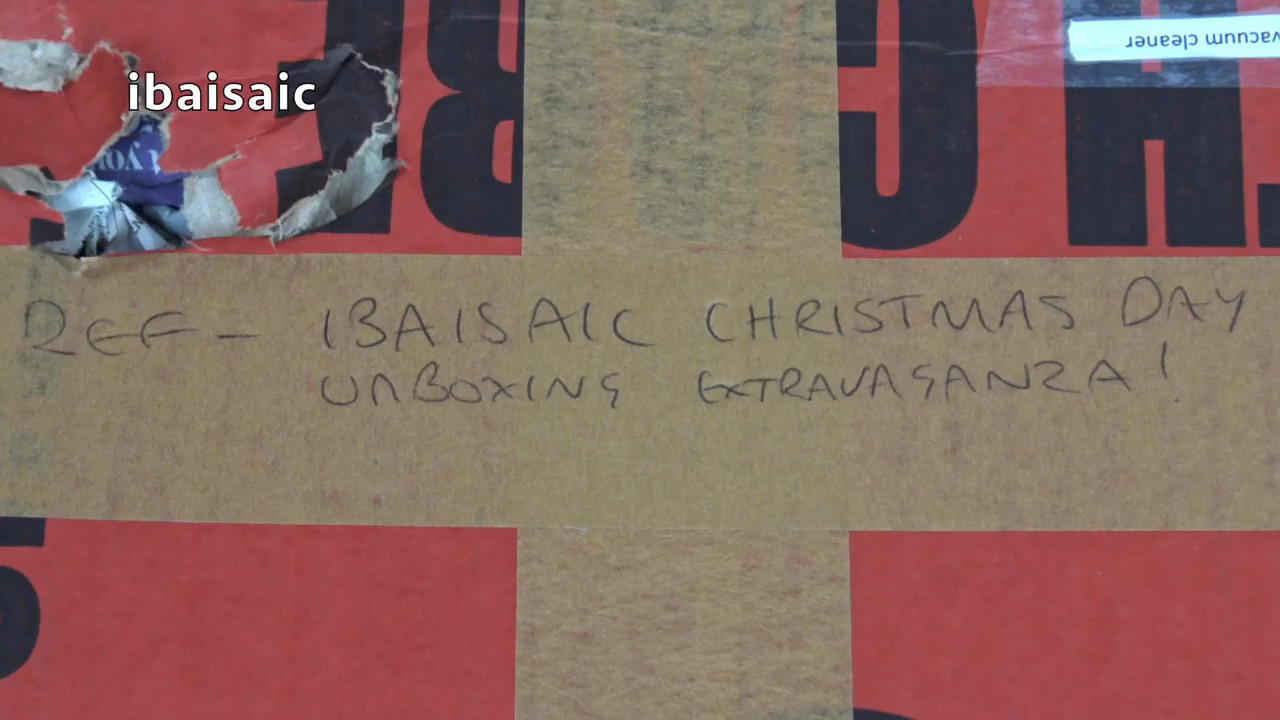 vacuum cleaner
ibaisaic
REF - IBAISAIC CHRISTMAS DAY
UNBOXING EXTRAVAGANZA!